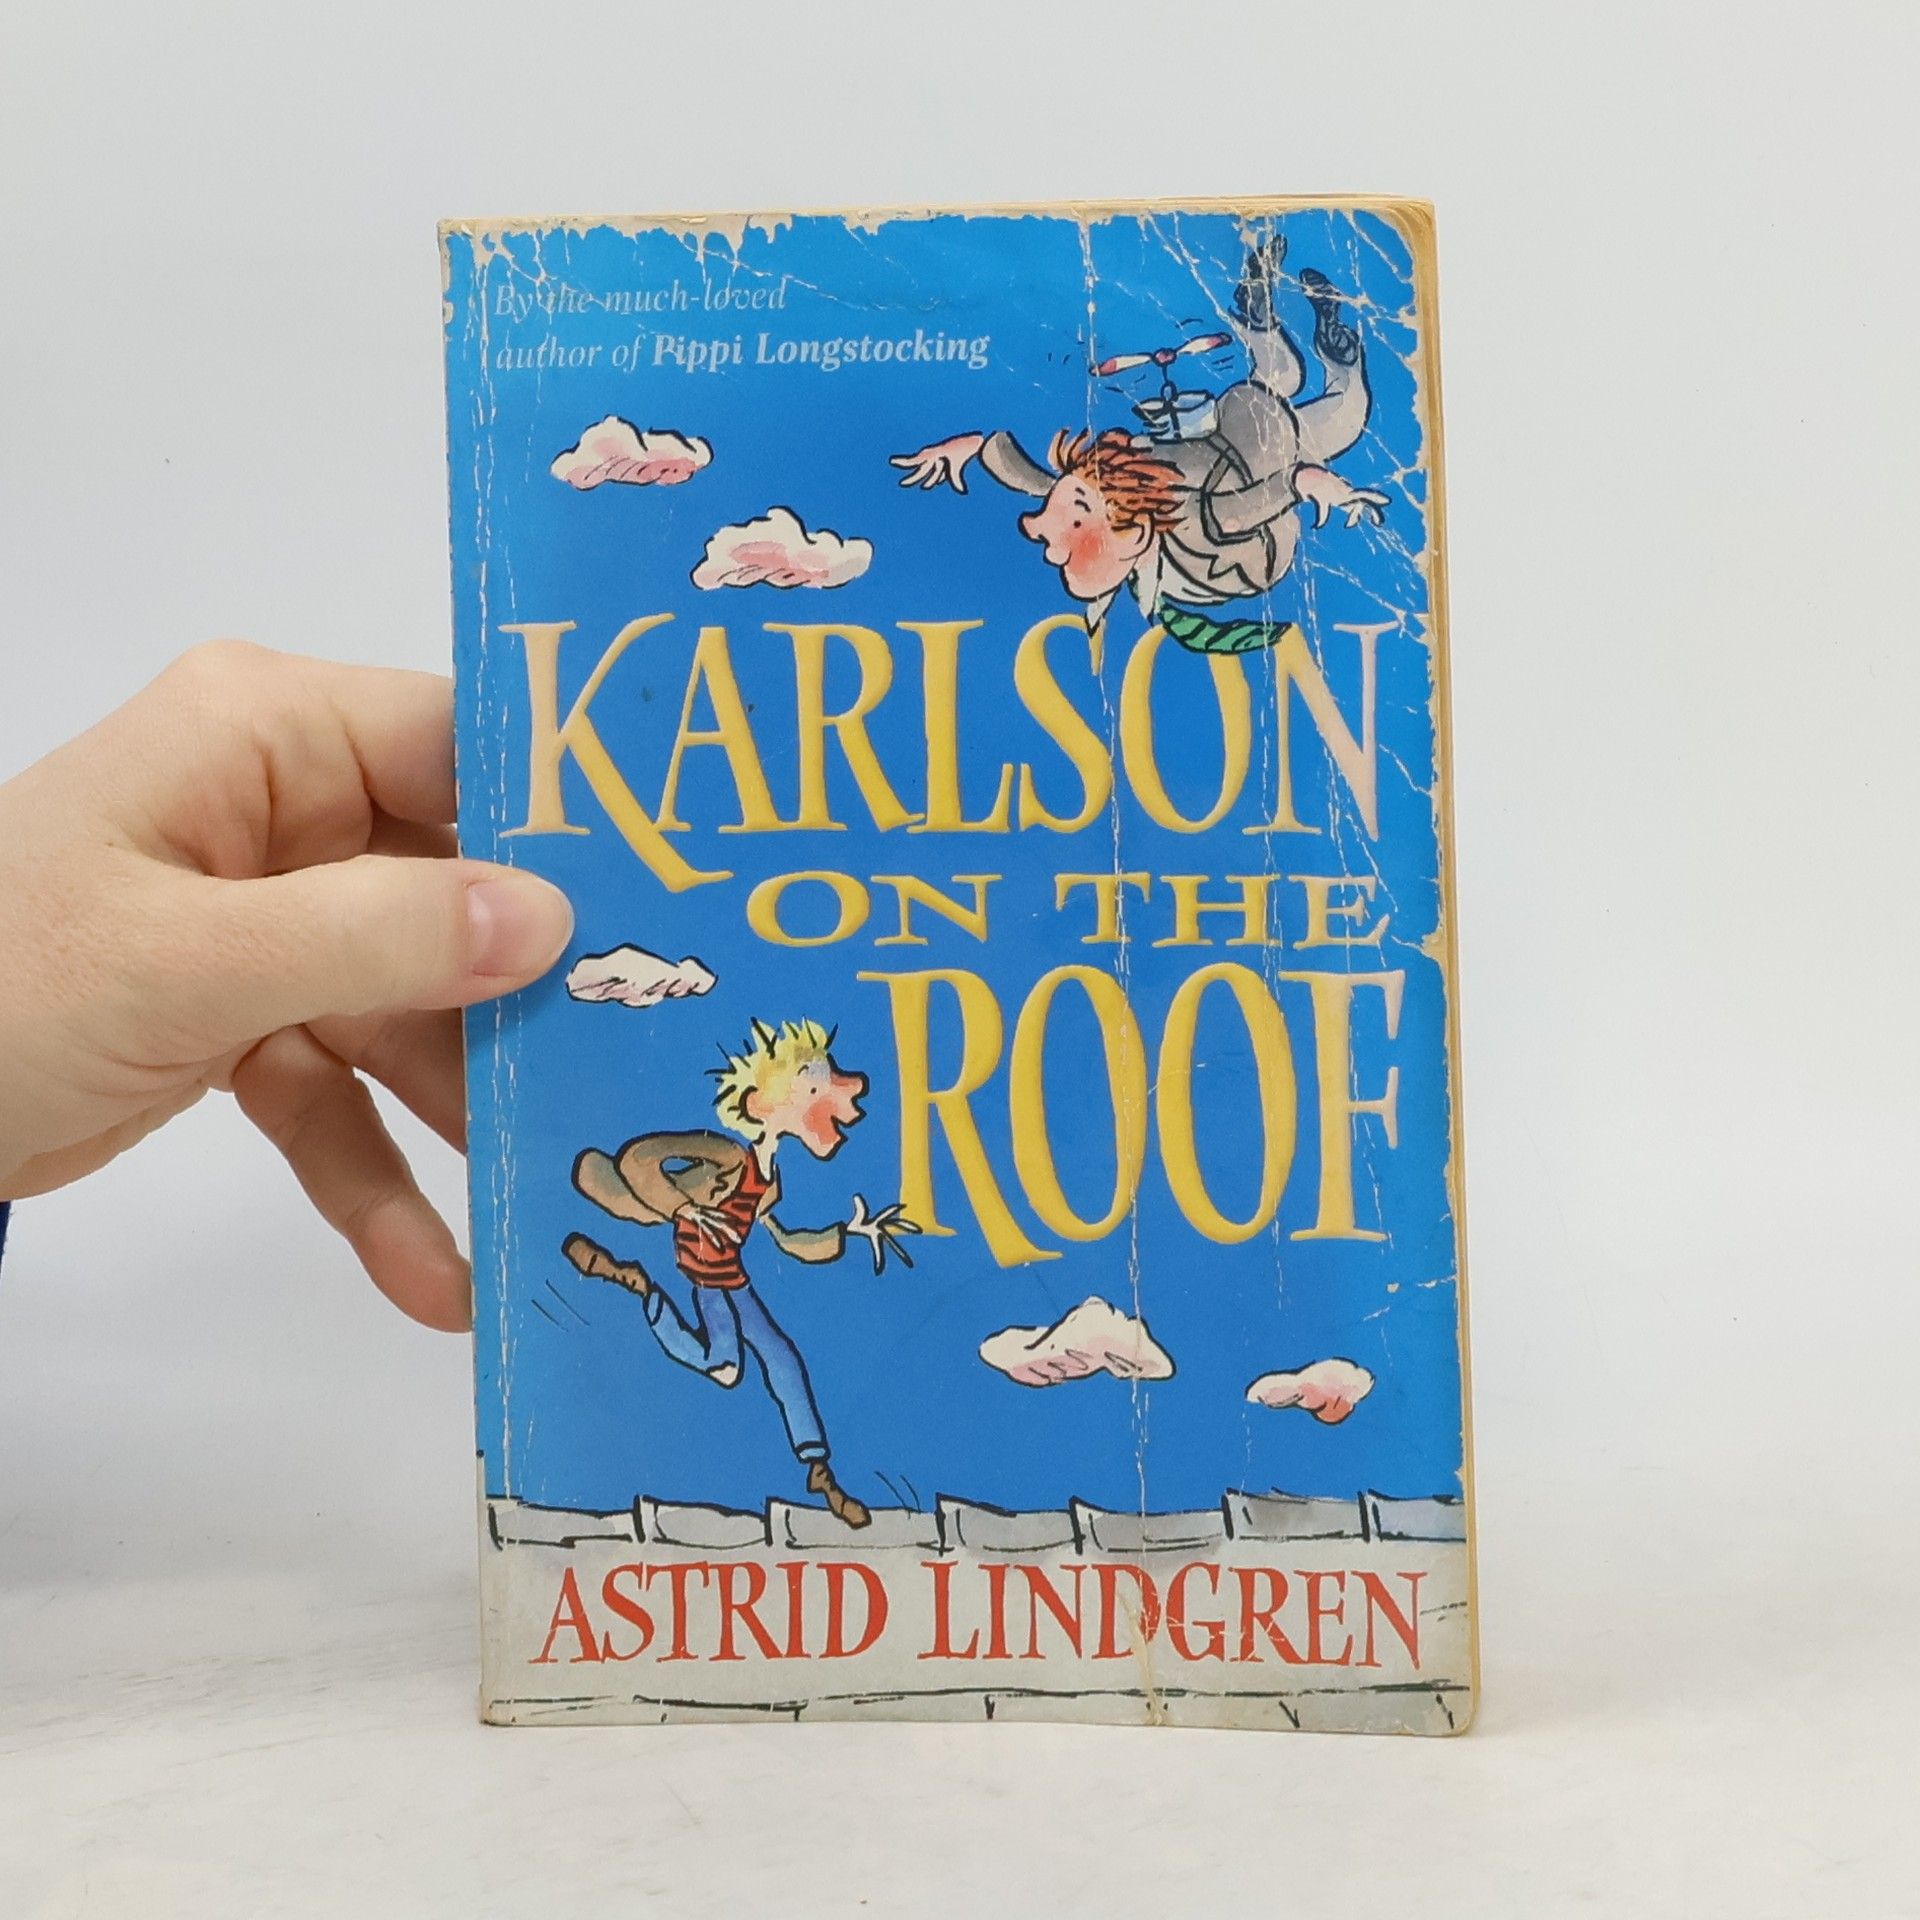 By the much-loved
author of Pippi Longstocking
KARLSON
ON THE
ROOF
ASTRID LINDGREN